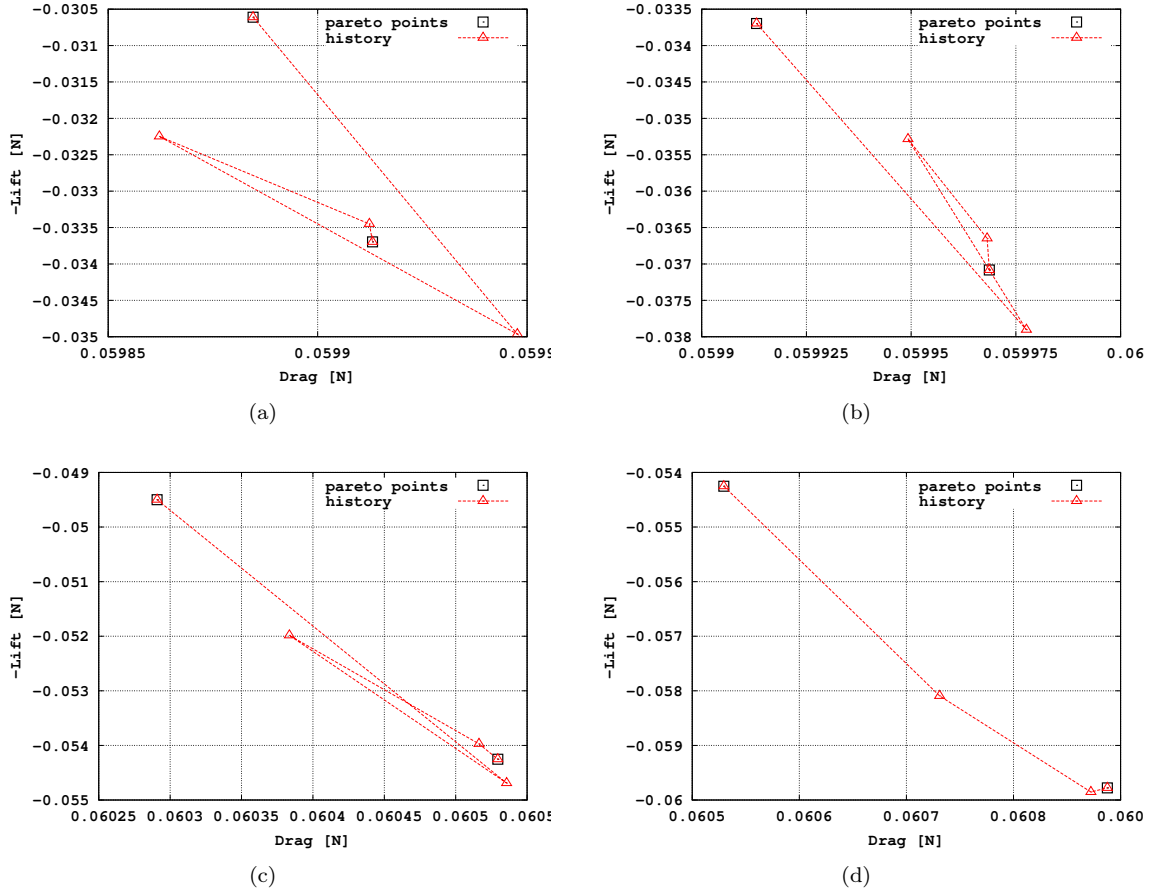 -0.0305
-0.031
-0.0315
-0.032
-0.0325
-0.033
-0.0335
-0.034
-0.0345
-0.035
0.05985
0.0599
0.0599
-Lift [N]
Drag [N]
pareto points
history
(a)
-0.0335
-0.034
-0.0345
-0.035
-0.0355
-0.036
-0.0365
-0.037
-0.0375
-0.038
0.0599
0.059925
0.05995
0.059975
0.06
-Lift [N]
Drag [N]
pareto points
history
(b)
-0.049
-0.05
-0.051
-0.052
-0.053
-0.054
-0.055
0.06025
0.0603
0.06035
0.0604
0.06045
0.0605
0.0605
-Lift [N]
Drag [N]
pareto points
history
(c)
-0.054
-0.055
-0.056
-0.057
-0.058
-0.059
-0.06
0.0605
0.0606
0.0607
0.0608
0.060
-Lift [N]
Drag [N]
pareto points
history
(d)